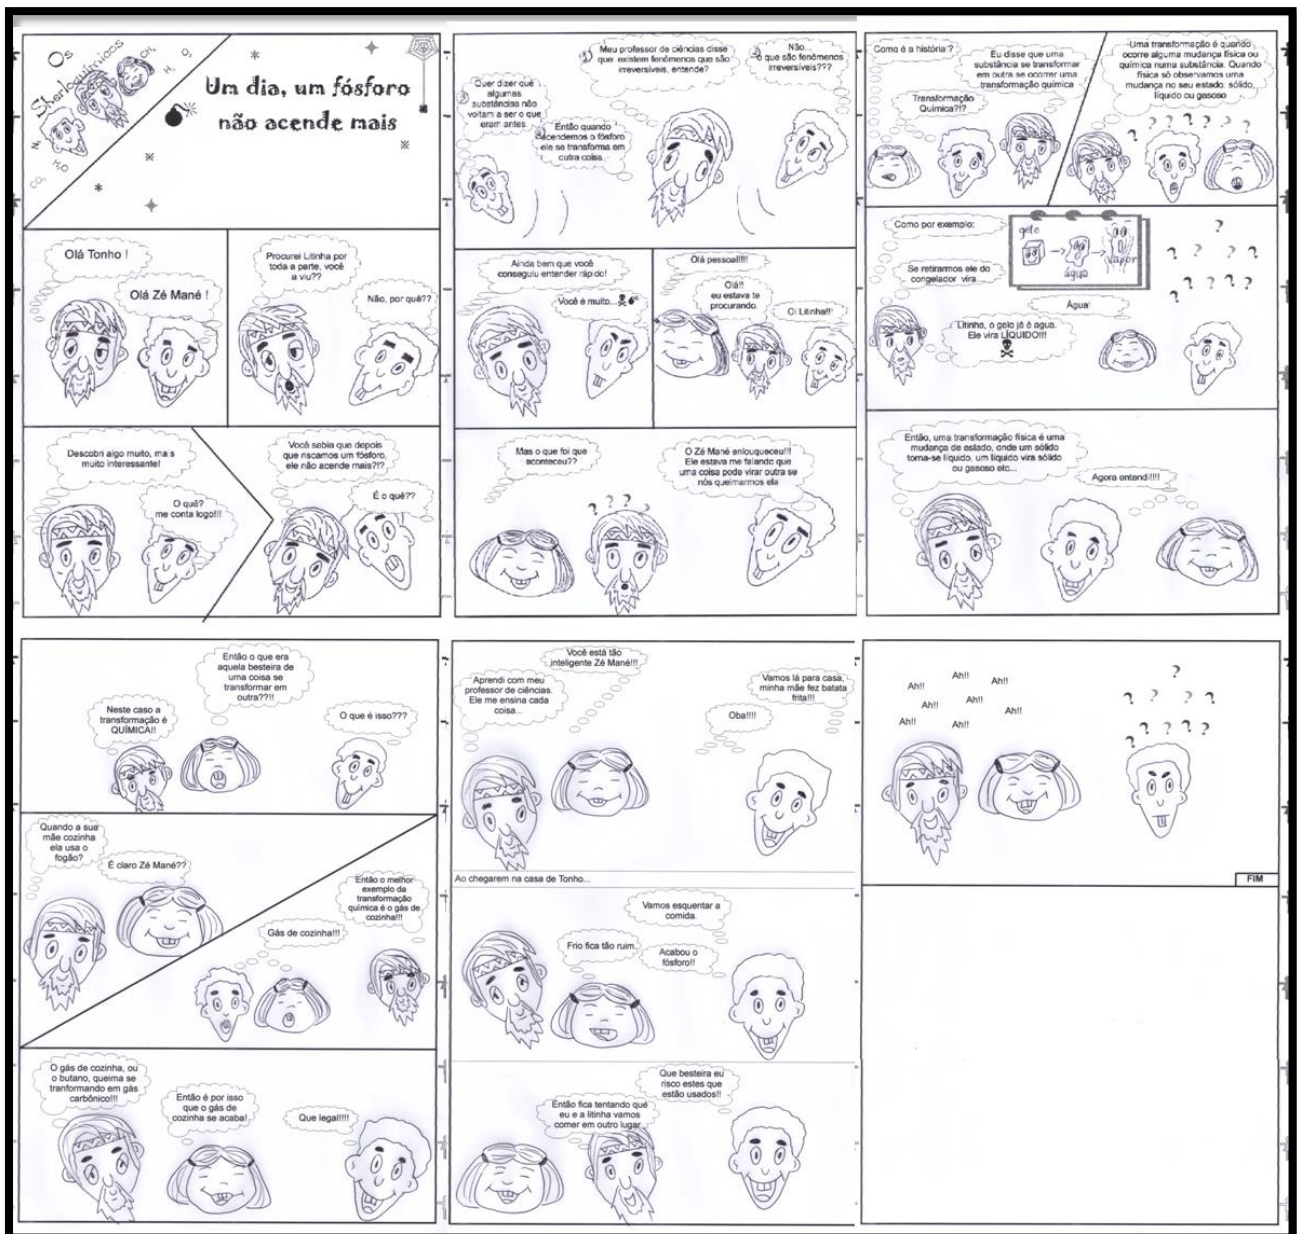 Os
Sherloquímicos
CH₄
O₂
H₂
N₂
H₂O
CO₂
Um dia, um fósforo
não acende mais
Olá Tonho !
Olá Zé Mané !
Procurei Litinha por
toda a parte, você
a viu??
Não, por quê??
Descobri algo muito, mas
muito interessante!
O quê?
me conta logo!!!
Você sabia que depois
que riscamos um fósforo,
ele não acende mais?!?
É o quê??
Meu professor de ciências disse
que existem fenômenos que são
irreversíveis, entende?
Não...
o que são fenômenos
irreversíveis???
Quer dizer que
algumas
substâncias não
voltam a ser o que
eram antes.
Então quando
acendemos o fósforo
ele se transforma em
outra coisa.
Ainda bem que você
conseguiu entender rápido!
Você é muito...
Olá pessoal!!!!
Olá!!
eu estava te
procurando.
Oi Litinha!!!
Mas o que foi que
aconteceu??
O Zé Mané enlouqueceu!!!
Ele estava me falando que
uma coisa pode virar outra se
nós queimarmos ela
? ? ? ?
Como é a história:?
Eu disse que uma
substância se transformar
em outra se ocorrer uma
transformação química
Transformação
Química?!?
Uma transformação é quando
ocorre alguma mudança física ou
química numa substância. Quando
física só observamos uma
mudança no seu estado: sólido,
líquido ou gasoso
? ? ? ? ? ? ?
Como por exemplo:
gelo
água
vapor
Se retirarmos ele do
congelador vira...
Água!
Litinha, o gelo já é agua.
Ele vira LÍQUIDO!!!
Então, uma transformação física é uma
mudança de estado, onde um sólido
torna-se líquido, um líquido vira sólido
ou gasoso etc...
Agora entendi!!!!
Então o que era
aquela besteira de
uma coisa se
transformar em
outra??!!
Neste caso a
transformação é
QUÍMICA!!
O que é isso???
Quando a sua
mãe cozinha
ela usa o
fogão?
É claro Zé Mané??
Então o melhor
exemplo da
transformação
química é o gás de
cozinha!!!
Gás de cozinha!!!
O gás de cozinha, ou
o butano, queima se
tranformando em gás
carbônico!!!
Então é por isso
que o gás de
cozinha se acaba!
Que legal!!!!
Você está tão
inteligente Zé Mané!!!
Aprendi com meu
professor de ciências.
Ele me ensina cada
coisa...
Vamos lá para casa,
minha mãe fez batata
frita!!!
Oba!!!!
Ao chegarem na casa de Tonho...
Vamos esquentar a
comida.
Frio fica tão ruim.
Acabou o
fósforo!!
Que besteira eu
risco estes que
estão usados!!
Então fica tentando que
eu e a litinha vamos
comer em outro lugar...
Ah!!
Ah!!
Ah!!
Ah!!
Ah!!
Ah!!
Ah!!
Ah!!
?
? ? ? ?
? ? ? ? ?
FIM